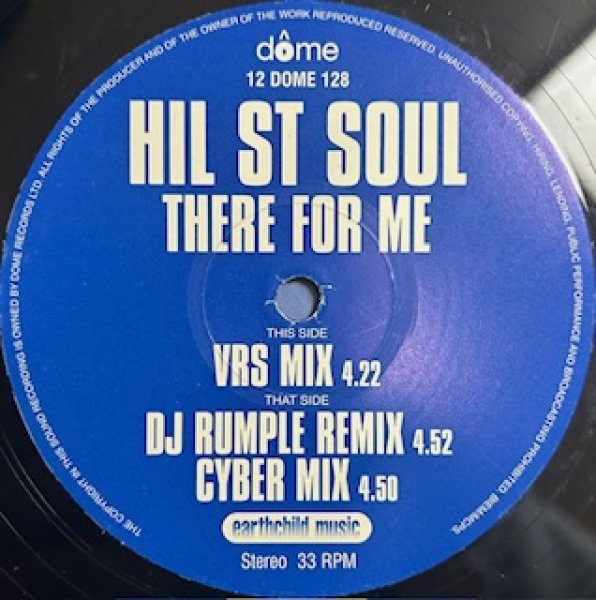 dôme
12 DOME 128
HIL ST SOUL
THERE FOR ME
THIS SIDE
VRS MIX 4.22
THAT SIDE
DJ RUMPLE REMIX 4.52
CYBER MIX 4.50
earthchild music
Stereo 33 RPM
THE COPYRIGHT IN THIS SOUND RECORDING IS OWNED BY DOME RECORDS LTD. ALL RIGHTS OF THE PRODUCER AND OF THE OWNER OF THE WORK REPRODUCED RESERVED. UNAUTHORISED COPYING, HIRING, LENDING, PUBLIC PERFORMANCE AND BROADCASTING PROHIBITED. BIEM/MCPS.